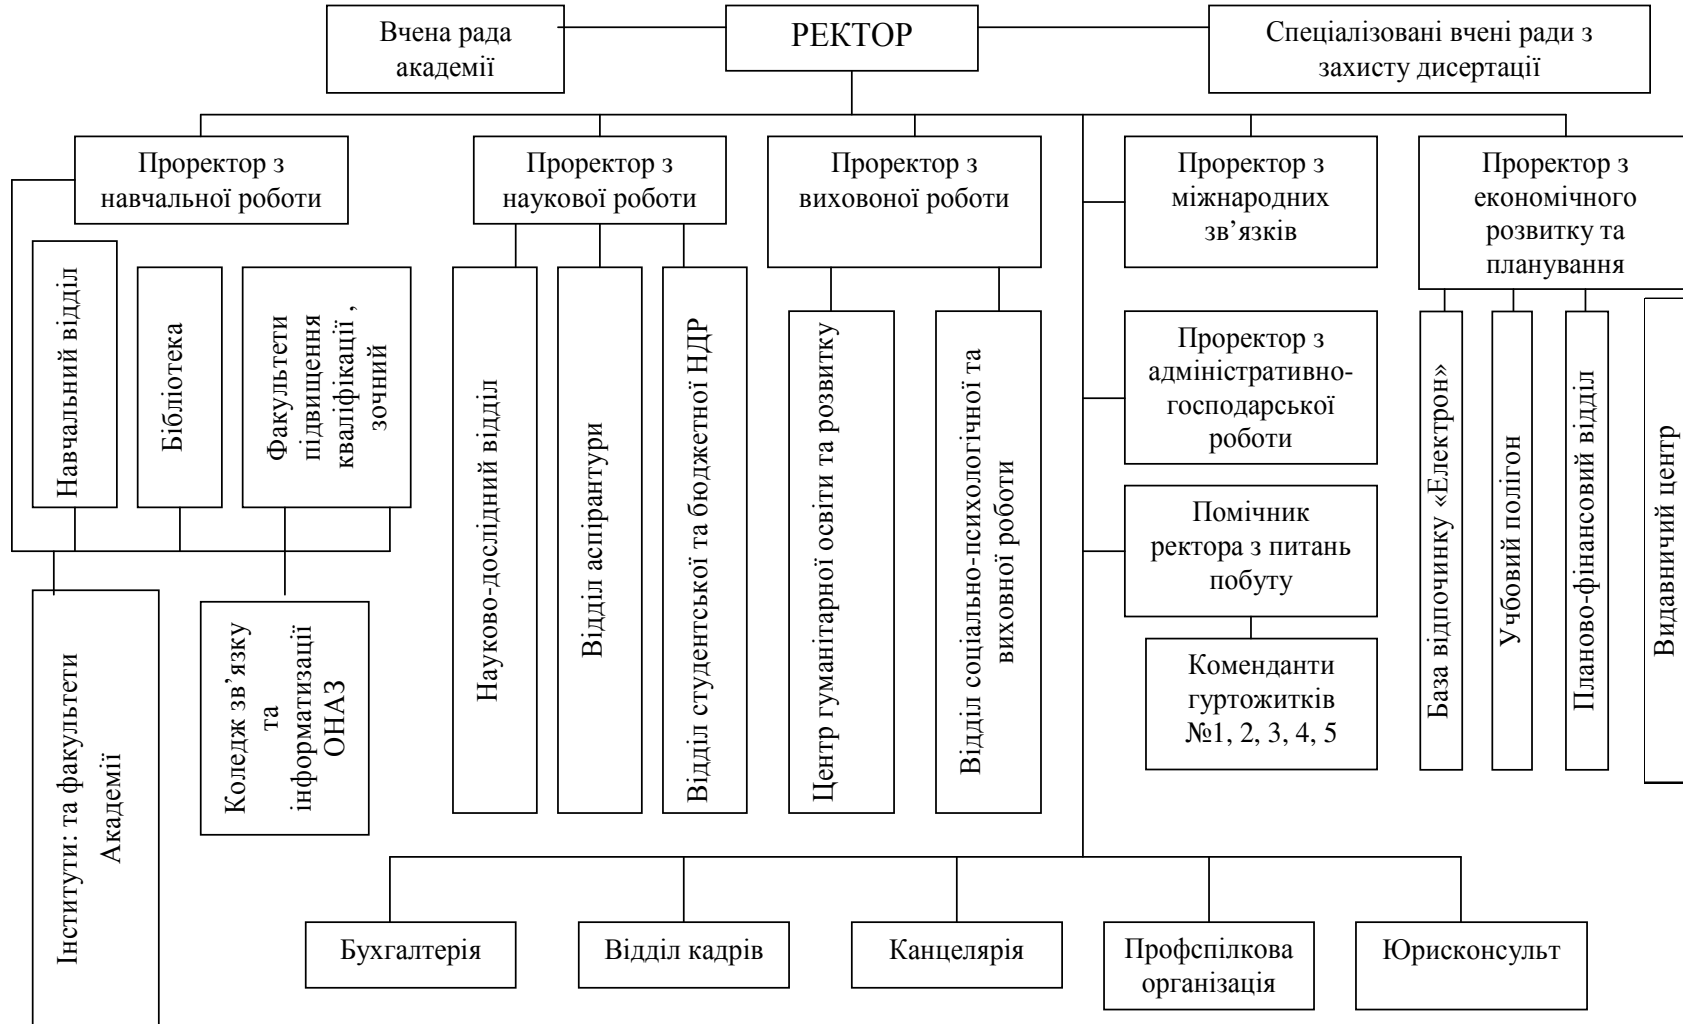 Вчена рада
академії
РЕКТОР
Спеціалізовані вчені ради з
захисту дисертації
Проректор з
навчальної роботи
Проректор з
наукової роботи
Проректор з
виховоної роботи
Проректор з
міжнародних
зв’язків
Проректор з
економічного
розвитку та
планування
Навчальний відділ
Бібліотека
Факультети
підвищення
кваліфікації ,
зочний
Науково-дослідний відділ
Відділ аспірантури
Відділ студентської та бюджетної НДР
Центр гуманітарної освіти та розвитку
Відділ соціально-психологічної та
виховної роботи
Проректор з
адміністративно-
господарської
роботи
Помічник
ректора з питань
побуту
Коменданти
гуртожитків
№1, 2, 3, 4, 5
База відпочинку «Електрон»
Учбовий полігон
Планово-фінансовий відділ
Видавничий центр
Інститути: та факультети
Академії
Коледж зв’язку
та
інформатизації
ОНАЗ
Бухгалтерія
Відділ кадрів
Канцелярія
Профспілкова
організація
Юрисконсульт